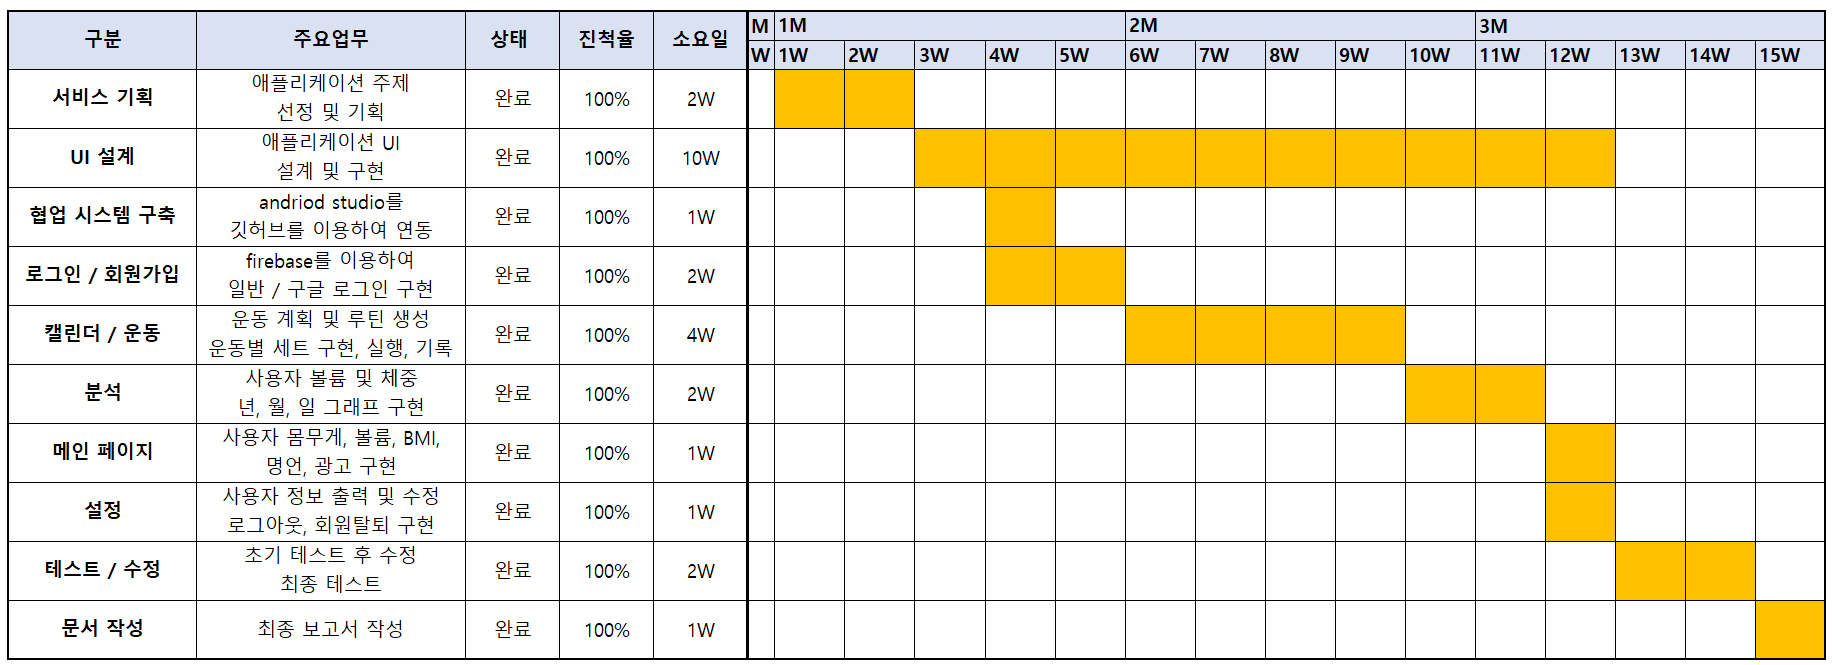 구분 주요업무 상태 진척율 소요일 M 1M 2M 3M
W 1W 2W 3W 4W 5W 6W 7W 8W 9W 10W 11W 12W 13W 14W 15W
서비스 기획 애플리케이션 주제 완료 100% 2W
선정 및 기획
UI 설계 애플리케이션 UI 완료 100% 10W
설계 및 구현
협업 시스템 구축 andriod studio를 완료 100% 1W
깃허브를 이용하여 연동
로그인 / 회원가입 firebase를 이용하여 완료 100% 2W
일반 / 구글 로그인 구현
캘린더 / 운동 운동 계획 및 루틴 생성 완료 100% 4W
운동별 세트 구현, 실행, 기록
분석 사용자 볼륨 및 체중 완료 100% 2W
년, 월, 일 그래프 구현
메인 페이지 사용자 몸무게, 볼륨, BMI, 완료 100% 1W
명언, 광고 구현
설정 사용자 정보 출력 및 수정 완료 100% 1W
로그아웃, 회원탈퇴 구현
테스트 / 수정 초기 테스트 후 수정 완료 100% 2W
최종 테스트
문서 작성 최종 보고서 작성 완료 100% 1W